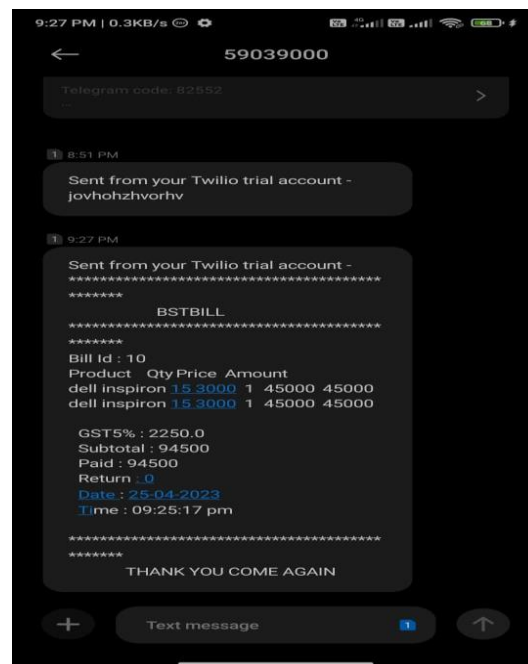 9:27 PM | 0.3KB/s
59039000
Telegram code: 82552
1 8:51 PM
Sent from your Twilio trial account -
jovhohzhvorhv
1 9:27 PM
Sent from your Twilio trial account -
****************************************
*******
BSTBILL
****************************************
*******
Bill Id : 10
Product Qty Price Amount
dell inspiron 15 3000 1 45000 45000
dell inspiron 15 3000 1 45000 45000
GST5% : 2250.0
Subtotal : 94500
Paid : 94500
Return : 0
Date : 25-04-2023
Time : 09:25:17 pm
****************************************
*******
THANK YOU COME AGAIN
Text message 1